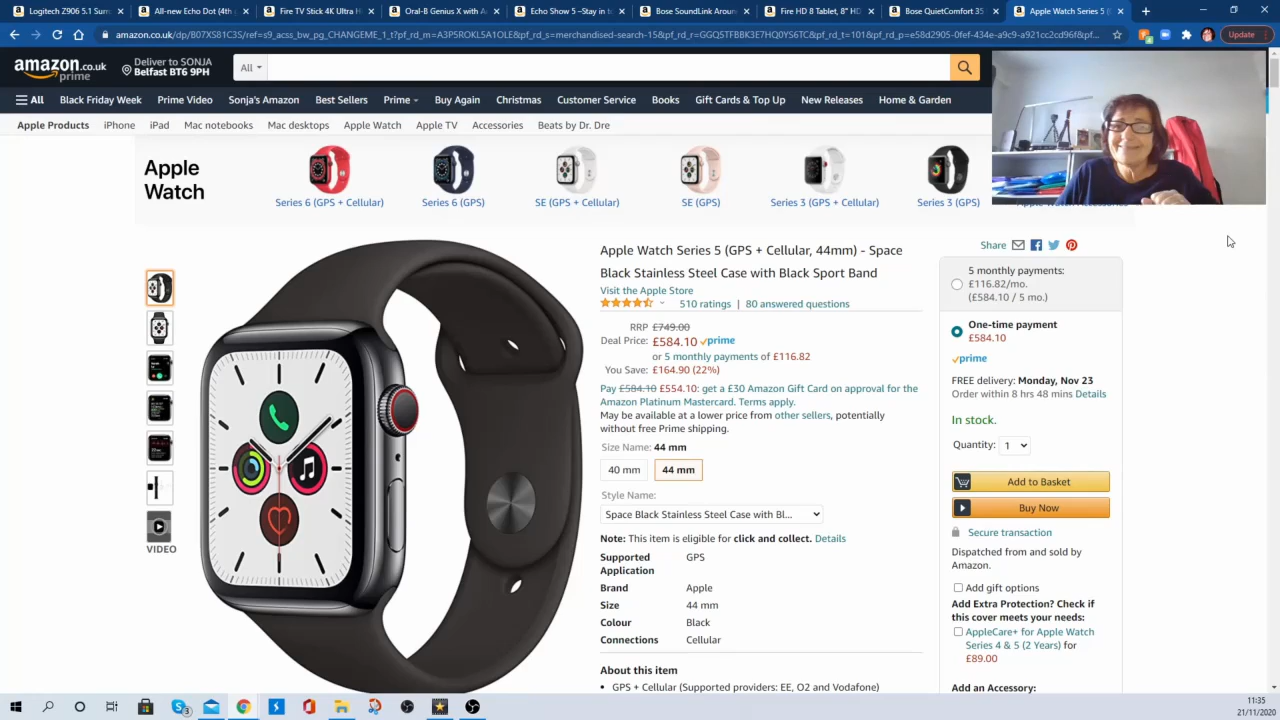 Logitech Z906 5.1 Sur
All-new Echo Dot (4th
Fire TV Stick 4K Ultra H
Oral-B Genius X with A
Echo Show 5 –Stay in to
Bose SoundLink Aroun
Fire HD 8 Tablet, 8" HD
Bose QuietComfort 35
Apple Watch Series 5 (
amazon.co.uk/dp/B07XS81C3S/ref=s9_acss_bw_pg_CHANGEME_1_t?pf_rd_m=A3P5ROKL5A1OLE&pf_rd_s=merchandised-search-15&pf_rd_r=GGQ5TFBBK3E7HQ0YS6TC&pf_rd_t=101&pf_rd_p=e58d2905-0fef-434e-a9c9-a921cc2cd96f&p
Update
amazon.co.uk
prime
Deliver to SONJA
Belfast BT6 9PH
All
All
Black Friday Week
Prime Video
Sonja's Amazon
Best Sellers
Prime
Buy Again
Christmas
Customer Service
Books
Gift Cards & Top Up
New Releases
Home & Garden
Apple Products
iPhone
iPad
Mac notebooks
Mac desktops
Apple Watch
Apple TV
Accessories
Beats by Dr. Dre
Apple
Watch
Series 6 (GPS + Cellular)
Series 6 (GPS)
SE (GPS + Cellular)
SE (GPS)
Series 3 (GPS + Cellular)
Series 3 (GPS)
VIDEO
Apple Watch Series 5 (GPS + Cellular, 44mm) - Space
Black Stainless Steel Case with Black Sport Band
Visit the Apple Store
510 ratings | 80 answered questions
RRP £749.00
Deal Price: £584.10 prime
or 5 monthly payments of £116.82
You Save: £164.90 (22%)
Pay £584.10 £554.10: get a £30 Amazon Gift Card on approval for the
Amazon Platinum Mastercard. Terms apply.
May be available at a lower price from other sellers, potentially
without free Prime shipping.
Size Name: 44 mm
40 mm
44 mm
Style Name:
Space Black Stainless Steel Case with Bl...
Note: This item is eligible for click and collect. Details
Supported
Application GPS
Brand Apple
Size 44 mm
Colour Black
Connections Cellular
About this item
• GPS + Cellular (Supported providers: EE, O2 and Vodafone)
Share
5 monthly payments:
£116.82/mo.
(£584.10 / 5 mo.)
One-time payment
£584.10
prime
FREE delivery: Monday, Nov 23
Order within 8 hrs 48 mins Details
In stock.
Quantity: 1
Add to Basket
Buy Now
Secure transaction
Dispatched from and sold by
Amazon.
Add gift options
Add Extra Protection? Check if
this cover meets your needs:
AppleCare+ for Apple Watch
Series 4 & 5 (2 Years) for
£89.00
Add an Accessory:
11:35
21/11/2020